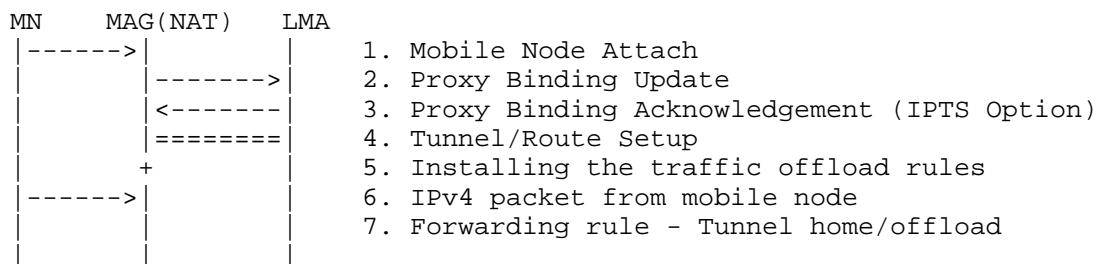 MN MAG(NAT) LMA
|------>| | 1. Mobile Node Attach
| |------->| 2. Proxy Binding Update
| |<-------| 3. Proxy Binding Acknowledgement (IPTS Option)
| |========| 4. Tunnel/Route Setup
| + | 5. Installing the traffic offload rules
|------>| | 6. IPv4 packet from mobile node
| | | 7. Forwarding rule - Tunnel home/offload
| | |